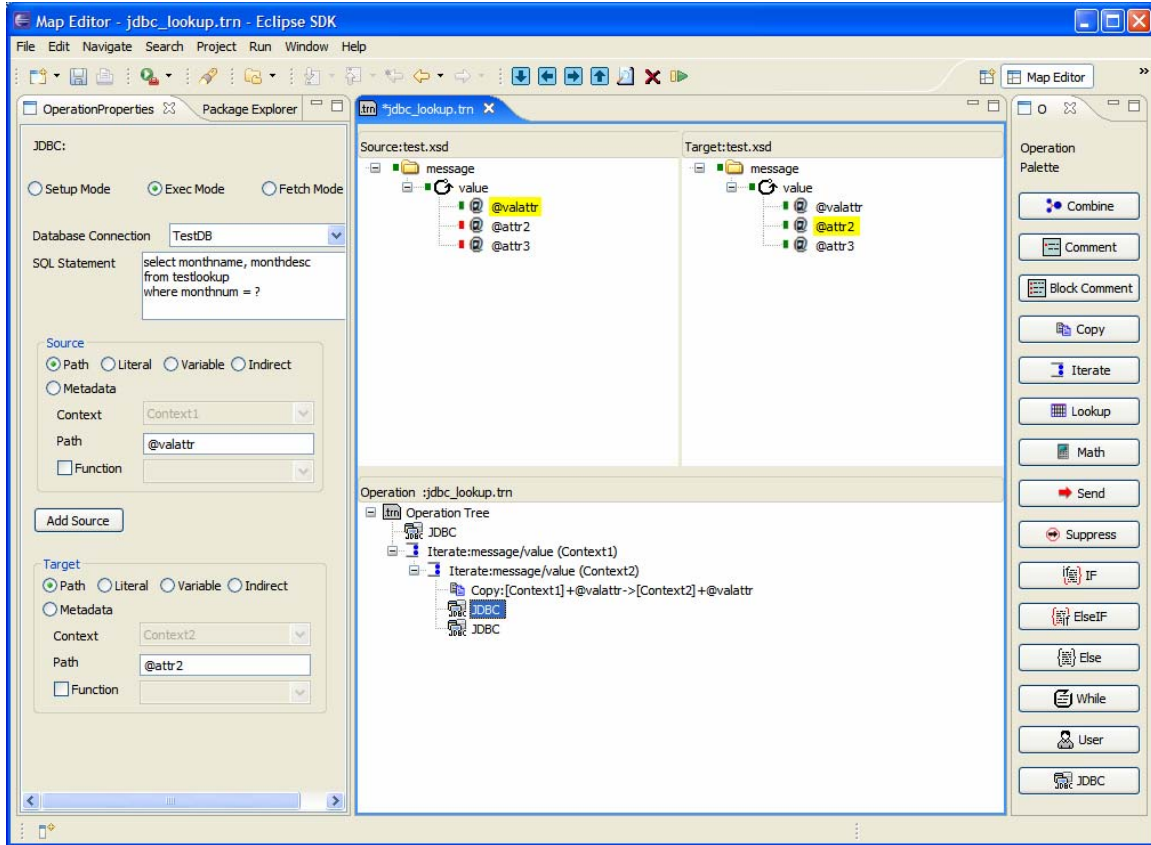 Map Editor - jdbc_lookup.trn - Eclipse SDK
File Edit Navigate Search Project Run Window Help
Map Editor
»
OperationProperties
Package Explorer
JDBC:
Setup Mode Exec Mode Fetch Mode
Database Connection TestDB
SQL Statement
select monthname, monthdesc
from testlookup
where monthnum = ?
Source
Path Literal Variable Indirect
Metadata
Context Context1
Path @valattr
Function
Add Source
Target
Path Literal Variable Indirect
Metadata
Context Context2
Path @attr2
Function
.trn *jdbc_lookup.trn
Source:test.xsd
message
value
@valattr
@attr2
@attr3
Target:test.xsd
message
value
@valattr
@attr2
@attr3
Operation :jdbc_lookup.trn
.trn Operation Tree
JDBC JDBC
Iterate:message/value (Context1)
Iterate:message/value (Context2)
Copy:[Context1]+@valattr->[Context2]+@valattr
JDBC JDBC
JDBC JDBC
O
Operation
Palette
Combine
Comment
Block Comment
Copy
Iterate
Lookup
Math
Send
Suppress
IF
ElseIF
Else
While
User
JDBC JDBC